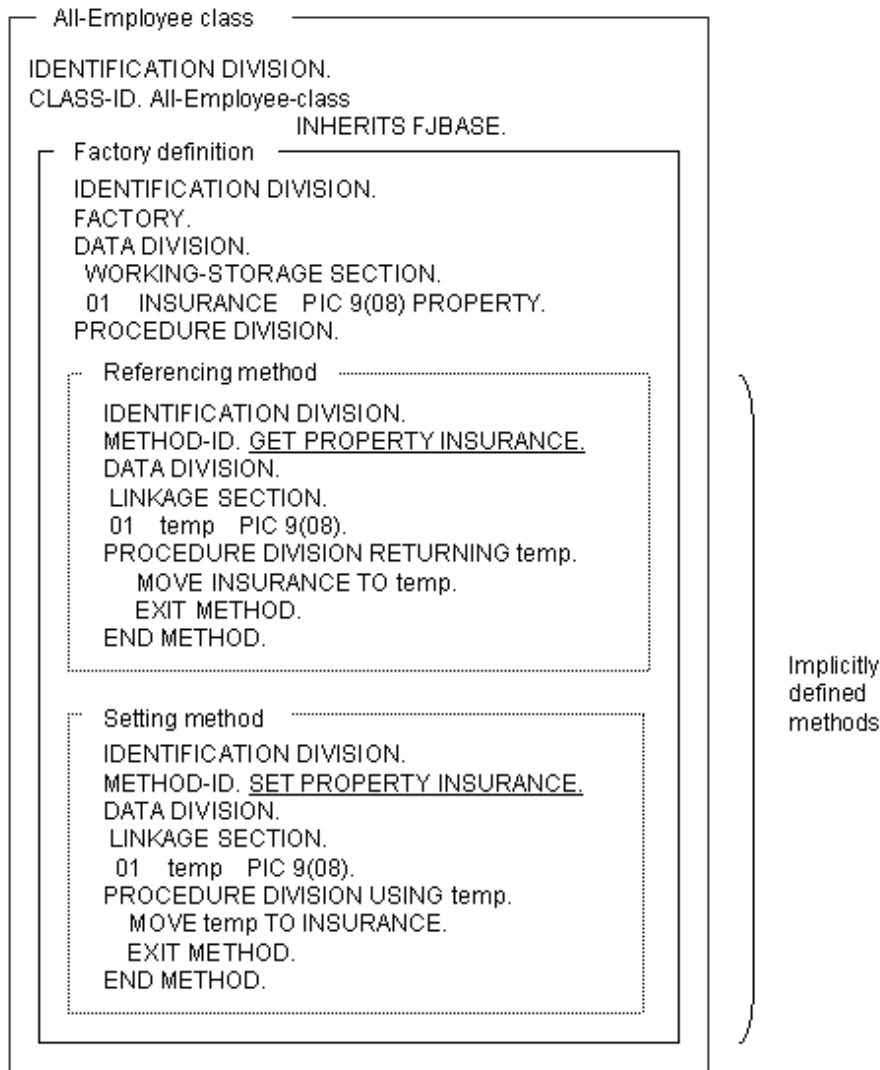 All-Employee class
IDENTIFICATION DIVISION.
CLASS-ID. All-Employee-class
INHERITS FJBASE.
Factory definition
IDENTIFICATION DIVISION.
FACTORY.
DATA DIVISION.
WORKING-STORAGE SECTION.
01 INSURANCE PIC 9(08) PROPERTY.
PROCEDURE DIVISION.
Referencing method
IDENTIFICATION DIVISION.
METHOD-ID. GET PROPERTY INSURANCE.
DATA DIVISION.
LINKAGE SECTION.
01 temp PIC 9(08).
PROCEDURE DIVISION RETURNING temp.
MOVE INSURANCE TO temp.
EXIT METHOD.
END METHOD.
Setting method
IDENTIFICATION DIVISION.
METHOD-ID. SET PROPERTY INSURANCE.
DATA DIVISION.
LINKAGE SECTION.
01 temp PIC 9(08).
PROCEDURE DIVISION USING temp.
MOVE temp TO INSURANCE.
EXIT METHOD.
END METHOD.
Implicitly
defined
methods